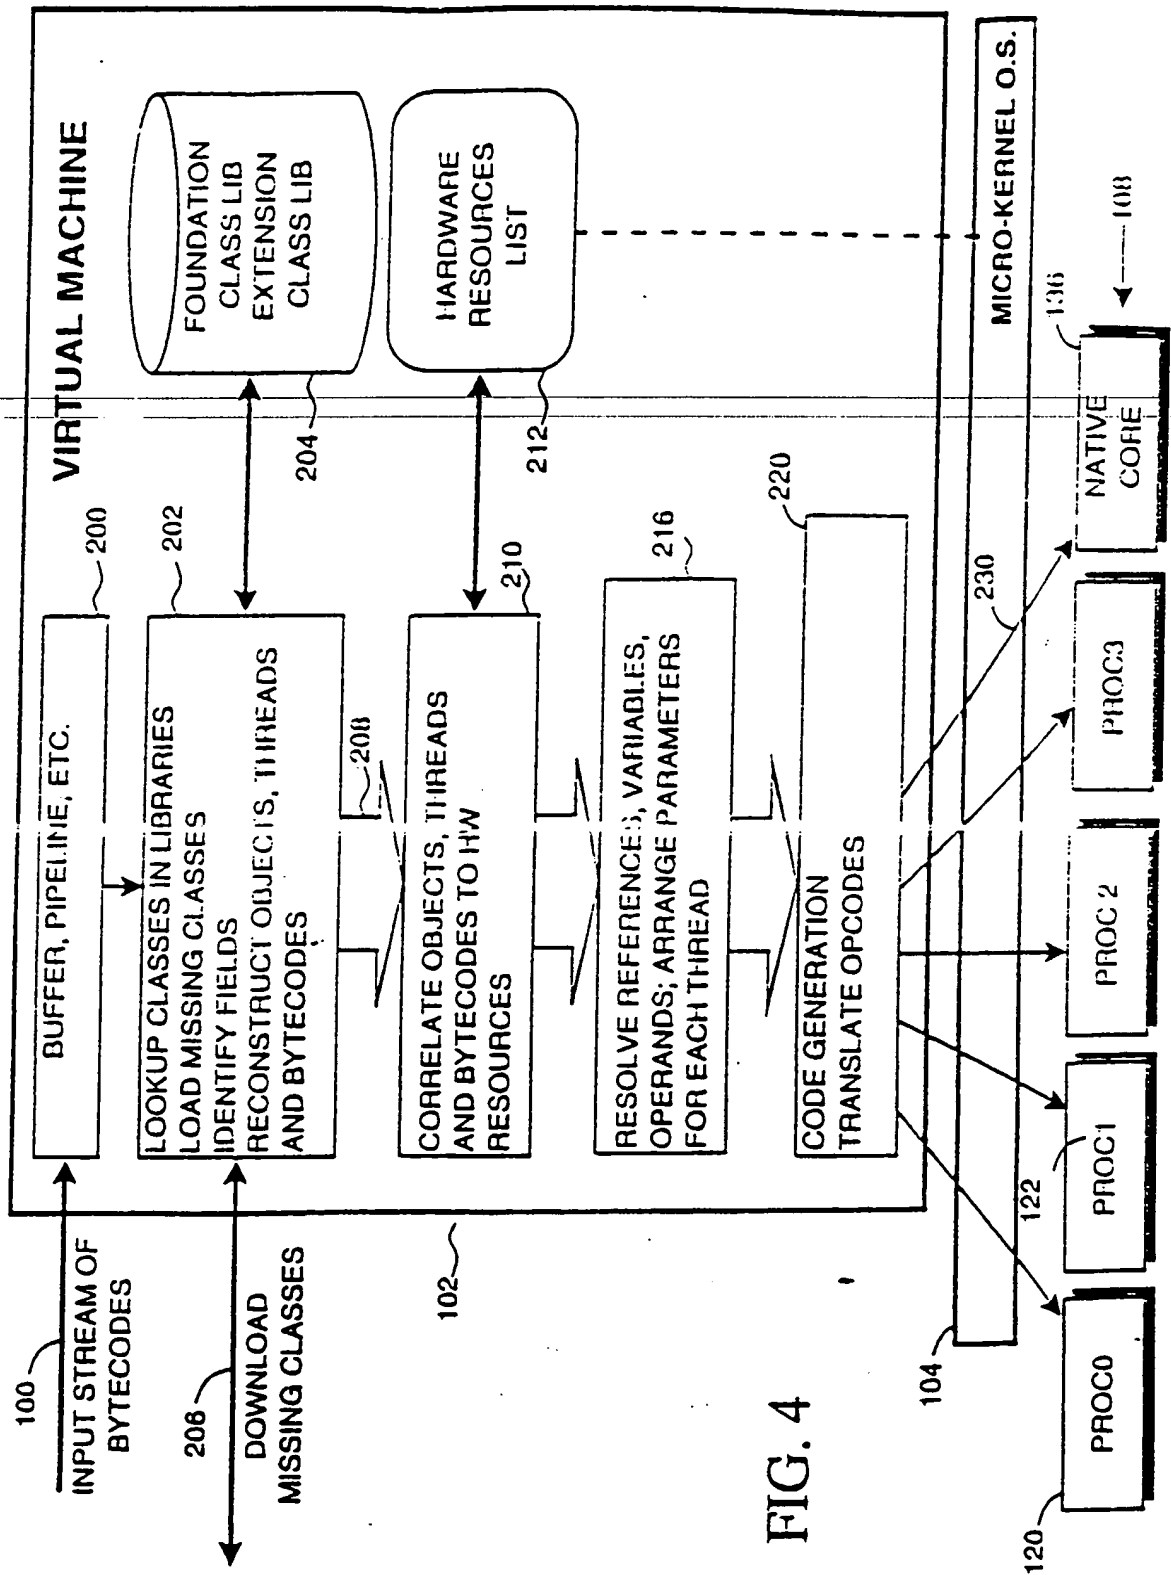 VIRTUAL MACHINE
100
INPUT STREAM OF
BYTECODES
BUFFER, PIPELINE, ETC.
200
206
DOWNLOAD
MISSING CLASSES
LOOKUP CLASSES IN LIBRARIES
LOAD MISSING CLASSES
IDENTIFY FIELDS
RECONSTRUCT OBJECTS, THREADS
AND BYTECODES
202
FOUNDATION
CLASS LIB
EXTENSION
CLASS LIB
204
208
CORRELATE OBJECTS, THREADS
AND BYTECODES TO HW
RESOURCES
210
HARDWARE
RESOURCES
LIST
212
102
RESOLVE REFERENCES, VARIABLES,
OPERANDS; ARRANGE PARAMETERS
FOR EACH THREAD
216
CODE GENERATION
TRANSLATE OPCODES
220
104
MICRO-KERNEL O.S.
230
122
120
PROC0
PROC1
PROC 2
PROC3
NATIVE
CORE
136
108
FIG. 4